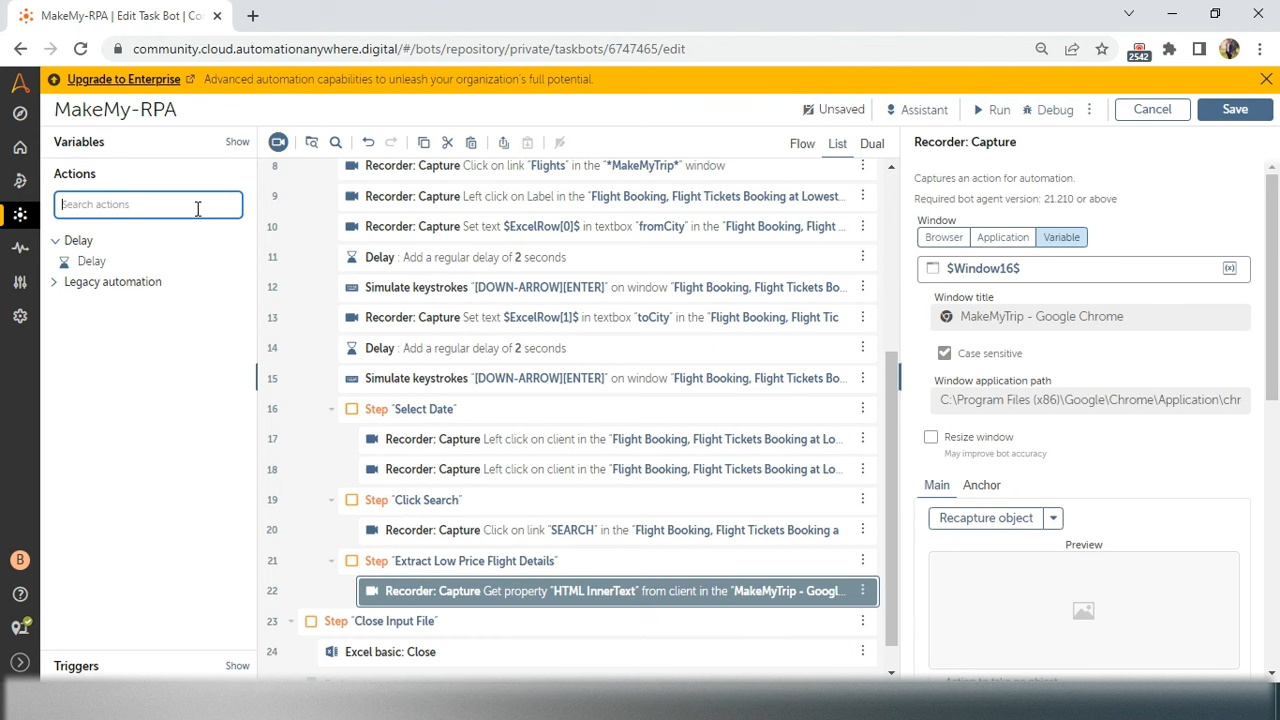 MakeMy-RPA | Edit Task Bot | Co
community.cloud.automationanywhere.digital/#/bots/repository/private/taskbots/6747465/edit
2542
Upgrade to Enterprise Advanced automation capabilities to unleash your organization's full potential.
MakeMy-RPA
Unsaved
Assistant
Run
Debug
Cancel
Save
Variables
Show
Actions
Search actions
Delay
Delay
Legacy automation
Triggers
Show
B
Flow
List
Dual
8 Recorder: Capture Click on link "Flights" in the "*MakeMyTrip*" window
9 Recorder: Capture Left click on Label in the "Flight Booking, Flight Tickets Booking at Lowest...
10 Recorder: Capture Set text $ExcelRow[0]$ in textbox "fromCity" in the "Flight Booking, Flight ...
11 Delay : Add a regular delay of 2 seconds
12 Simulate keystrokes "[DOWN-ARROW][ENTER]" on window "Flight Booking, Flight Tickets Bo...
13 Recorder: Capture Set text $ExcelRow[1]$ in textbox "toCity" in the "Flight Booking, Flight Tic
14 Delay : Add a regular delay of 2 seconds
15 Simulate keystrokes "[DOWN-ARROW][ENTER]" on window "Flight Booking, Flight Tickets Bo...
16 Step "Select Date"
17 Recorder: Capture Left click on client in the "Flight Booking, Flight Tickets Booking at Lo...
18 Recorder: Capture Left click on client in the "Flight Booking, Flight Tickets Booking at Lo...
19 Step "Click Search"
20 Recorder: Capture Click on link "SEARCH" in the "Flight Booking, Flight Tickets Booking a
21 Step "Extract Low Price Flight Details"
22 Recorder: Capture Get property "HTML InnerText" from client in the "MakeMyTrip - Googl...
23 Step "Close Input File"
24 Excel basic: Close
Recorder: Capture
Captures an action for automation.
Required bot agent version: 21.210 or above
Window
Browser
Application
Variable
$Window16$
(x)
Window title
MakeMyTrip - Google Chrome
Case sensitive
Window application path
C:\Program Files (x86)\Google\Chrome\Application\chr
Resize window
May improve bot accuracy
Main
Anchor
Recapture object
Preview